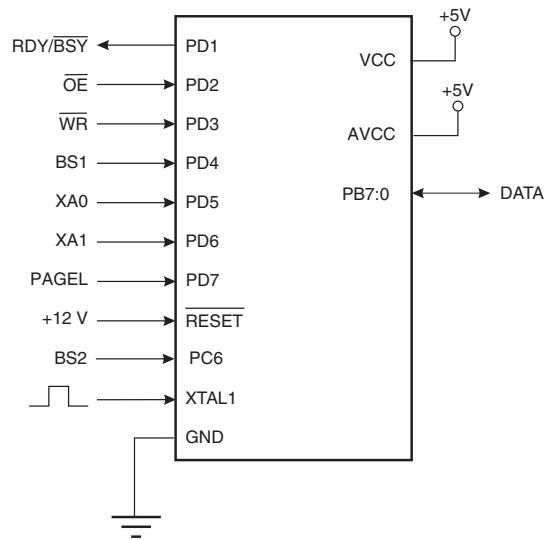 RDY/BSY PD1
OE PD2
WR PD3
BS1 PD4
XA0 PD5
XA1 PD6
PAGEL PD7
+12 V RESET
BS2 PC6
XTAL1
GND
+5V
VCC
+5V
AVCC
PB7:0 DATA